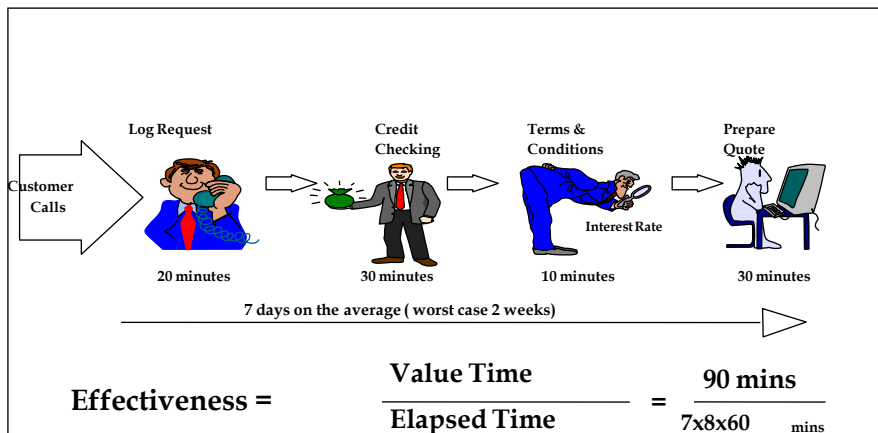 Log Request
Credit
Checking
Terms &
Conditions
Prepare
Quote
Customer
Calls
Interest Rate
20 minutes
30 minutes
10 minutes
30 minutes
7 days on the average ( worst case 2 weeks)
Effectiveness =
Value Time
Elapsed Time
=
90 mins
7x8x60 mins